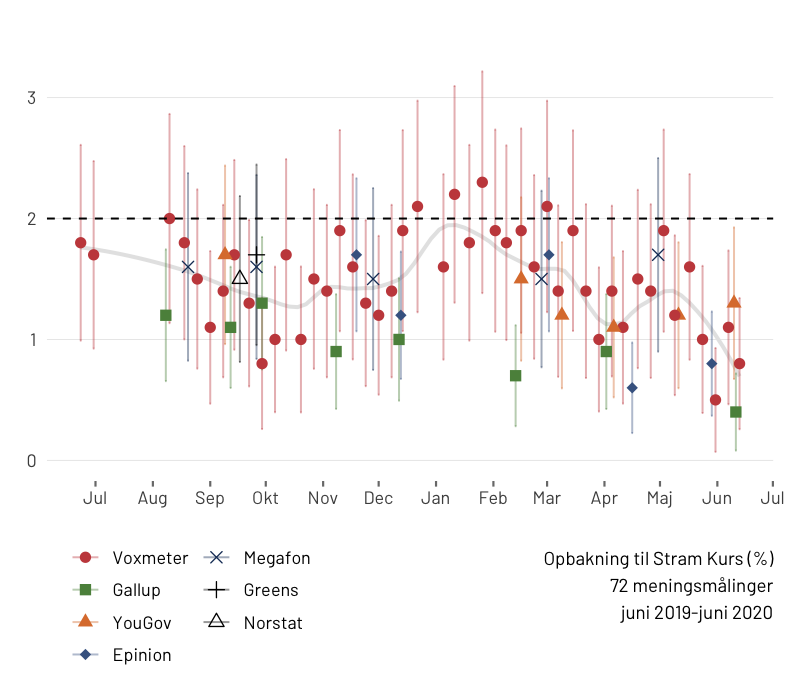 3
2
1
0
Jul Aug Sep Okt Nov Dec Jan Feb Mar Apr Maj Jun Jul
Voxmeter Megafon
Gallup Greens
YouGov Norstat
Epinion
Opbakning til Stram Kurs (%)
72 meningsmålinger
juni 2019-juni 2020